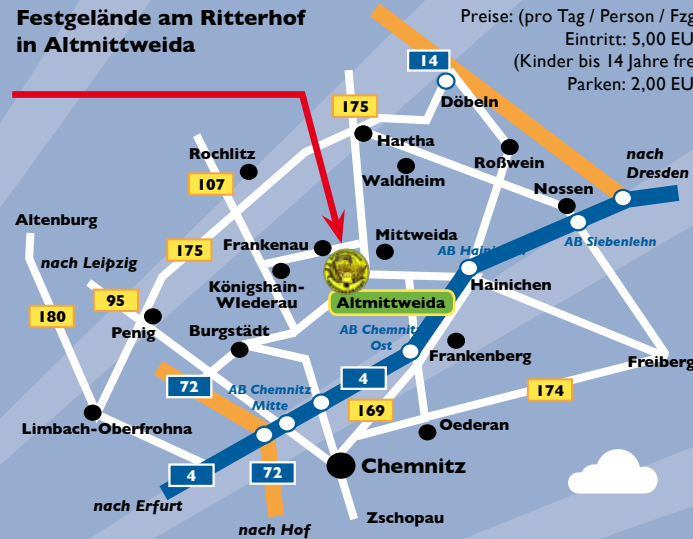 Festgelände am Ritterhof
in Altmittweida
Preise: (pro Tag / Person / Fzg
Eintritt: 5,00 EU
(Kinder bis 14 Jahre fre
Parken: 2,00 EU
14
Döbeln
175
Hartha
Roßwein
nach
Dresden
Rochlitz
Waldheim
107
Nossen
Altenburg
AB Siebenlehn
175
Frankenau
Mittweida
nach Leipzig
AB Hain
Königshain-
WIederau
Hainichen
95
Altmittweida
180
Penig
Burgstädt
AB Chemnitz
Ost
Frankenberg
Freiberg
72
AB Chemnitz
Mitte
4
174
169
Limbach-Oberfrohna
Oederan
Chemnitz
4
72
nach Erfurt
nach Hof
Zschopau